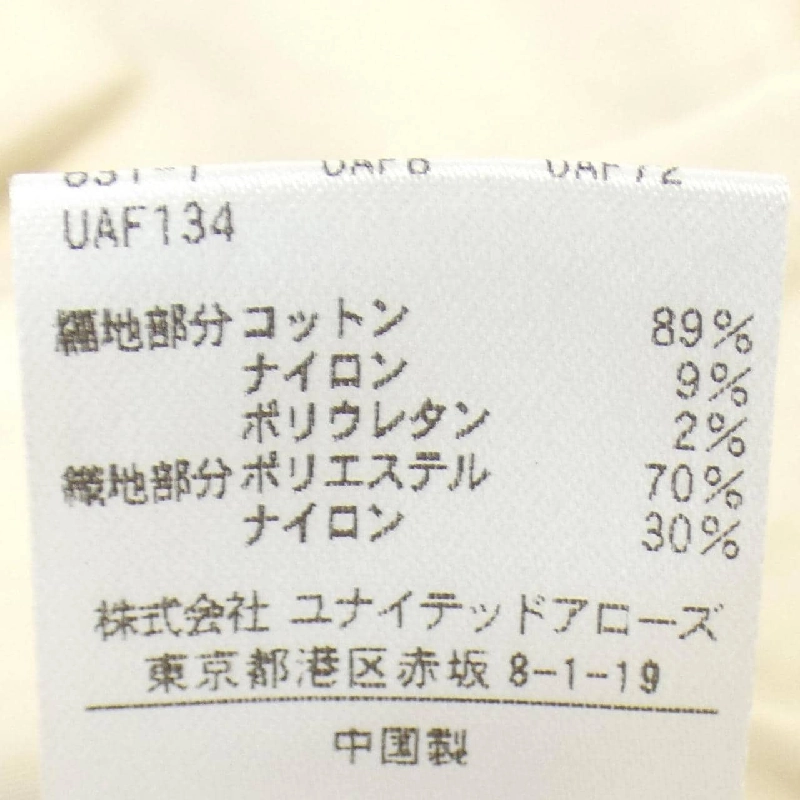 UAF134
編地部分 コットン 89%
ナイロン 9%
ポリウレタン 2%
織地部分 ポリエステル 70%
ナイロン 30%
株式会社 ユナイテッドアローズ
東京都港区赤坂 8-1-19
中国製